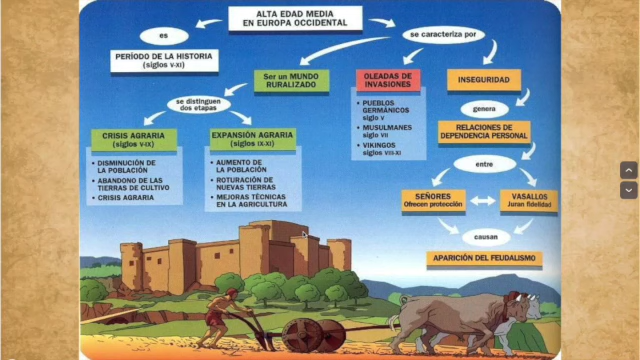 ALTA EDAD MEDIA
EN EUROPA OCCIDENTAL
es
se caracteriza por
PERÍODO DE LA HISTORIA
(siglos V-XI)
Ser un MUNDO
RURALIZADO
OLEADAS DE
INVASIONES
INSEGURIDAD
se distinguen
dos etapas
• PUEBLOS
GERMÁNICOS
siglo V
• MUSULMANES
siglo VII
• VIKINGOS
siglos VIII-XI
genera
CRISIS AGRARIA
(siglos V-IX)
EXPANSIÓN AGRARIA
(siglos IX-XI)
RELACIONES DE
DEPENDENCIA PERSONAL
• DISMINUCIÓN DE
LA POBLACIÓN
• ABANDONO DE LAS
TIERRAS DE CULTIVO
• CRISIS AGRARIA
• AUMENTO DE
LA POBLACIÓN
• ROTURACIÓN DE
NUEVAS TIERRAS
• MEJORAS TÉCNICAS
EN LA AGRICULTURA
entre
SEÑORES
Ofrecen protección
VASALLOS
Juran fidelidad
causan
APARICIÓN DEL FEUDALISMO